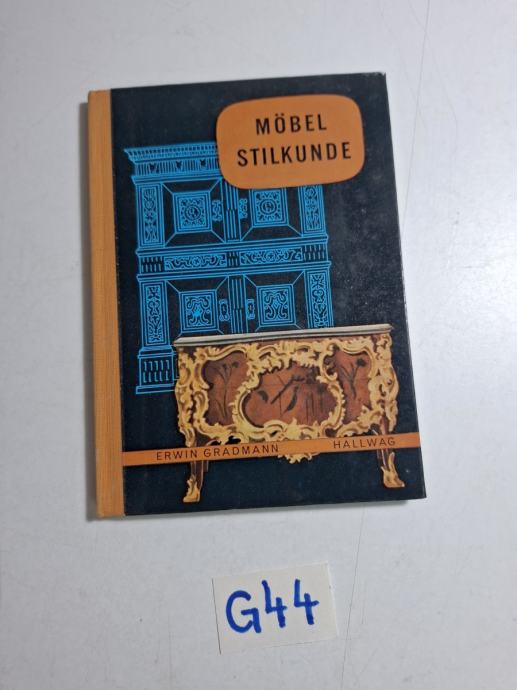 MÖBEL
STILKUNDE
ERWIN GRADMANN HALLWAG
G44